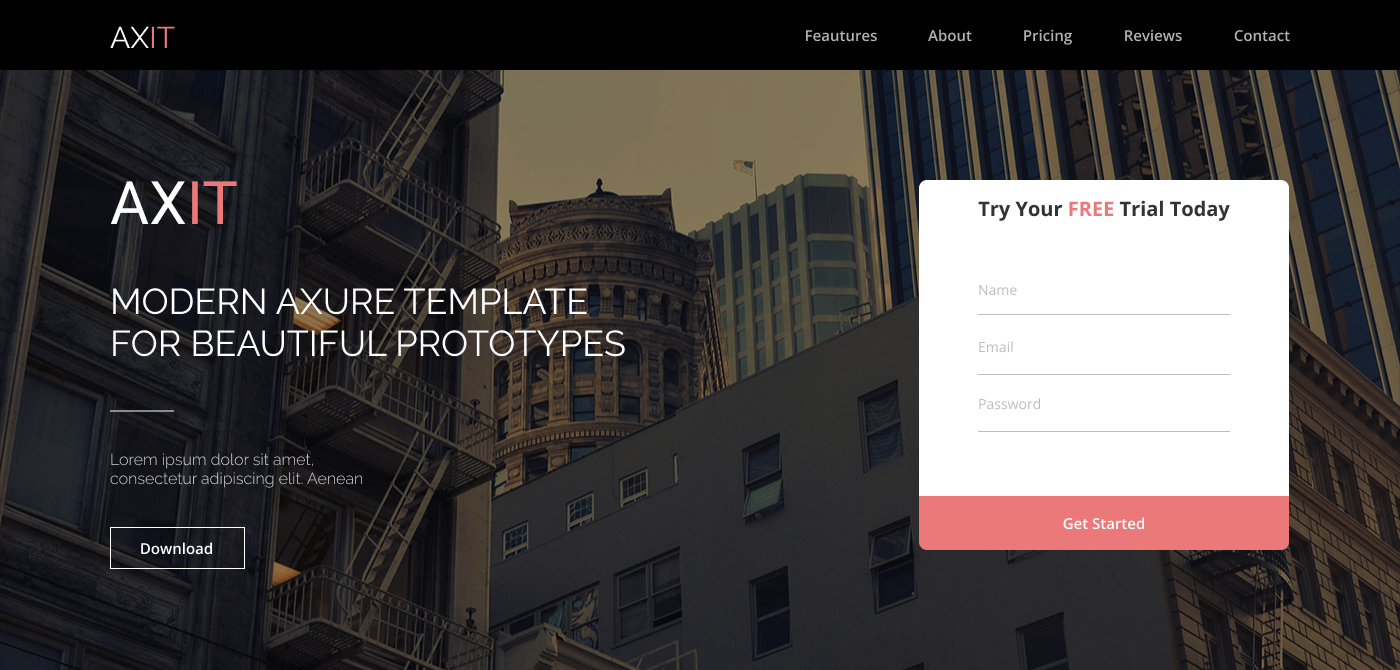 AXIT
Feautures
About
Pricing
Reviews
Contact
AXIT
MODERN AXURE TEMPLATE
FOR BEAUTIFUL PROTOTYPES
Lorem ipsum dolor sit amet,
consectetur adipiscing elit. Aenean
Download
Try Your FREE Trial Today
Name
Email
Password
Get Started